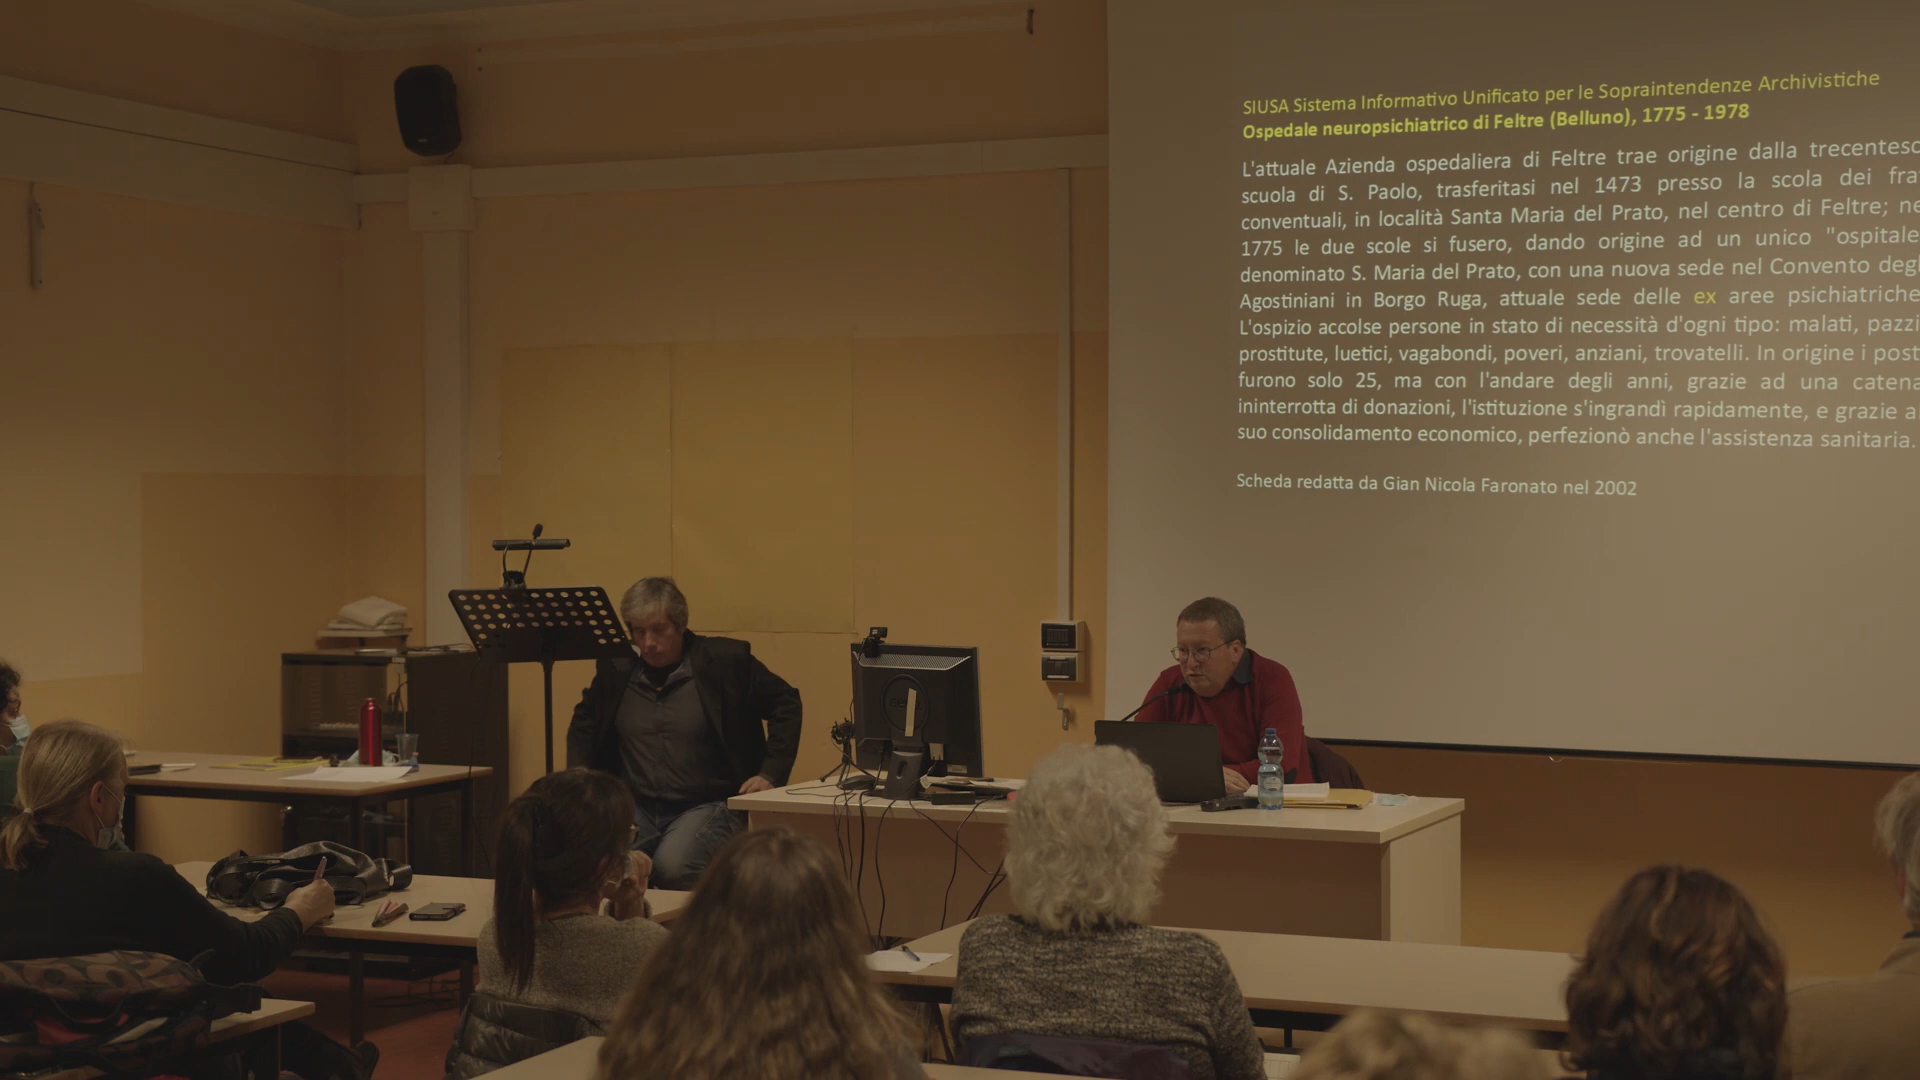 SIUSA Sistema Informativo Unificato per le Sopraintendenze Archivistiche
Ospedale neuropsichiatrico di Feltre (Belluno), 1775 - 1978
L'attuale Azienda ospedaliera di Feltre trae origine dalla trecentesc
scuola di S. Paolo, trasferitasi nel 1473 presso la scola dei fra
conventuali, in località Santa Maria del Prato, nel centro di Feltre; ne
1775 le due scole si fusero, dando origine ad un unico "ospitale
denominato S. Maria del Prato, con una nuova sede nel Convento degl
Agostiniani in Borgo Ruga, attuale sede delle ex aree psichiatriche
L'ospizio accolse persone in stato di necessità d'ogni tipo: malati, pazzi
prostitute, luetici, vagabondi, poveri, anziani, trovatelli. In origine i post
furono solo 25, ma con l'andare degli anni, grazie ad una catena
ininterrotta di donazioni, l'istituzione s'ingrandì rapidamente, e grazie a
suo consolidamento economico, perfezionò anche l'assistenza sanitaria.
Scheda redatta da Gian Nicola Faronato nel 2002